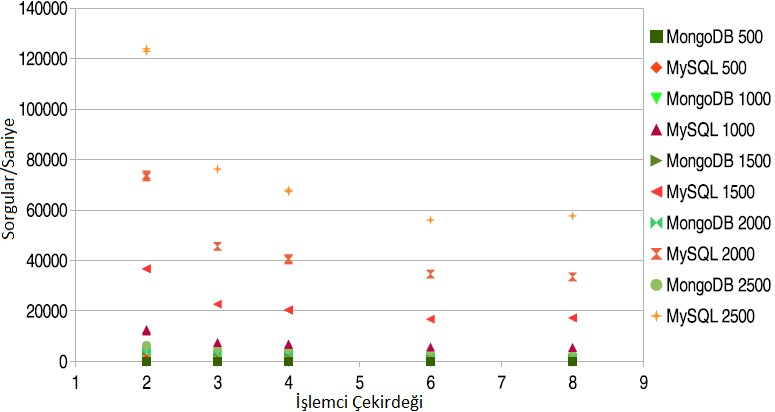 140000
120000
100000
80000
60000
40000
20000
0
Sorgular/Saniye
1 2 3 4 5 6 7 8 9
İşlemci Çekirdeği
MongoDB 500
MySQL 500
MongoDB 1000
MySQL 1000
MongoDB 1500
MySQL 1500
MongoDB 2000
MySQL 2000
MongoDB 2500
MySQL 2500